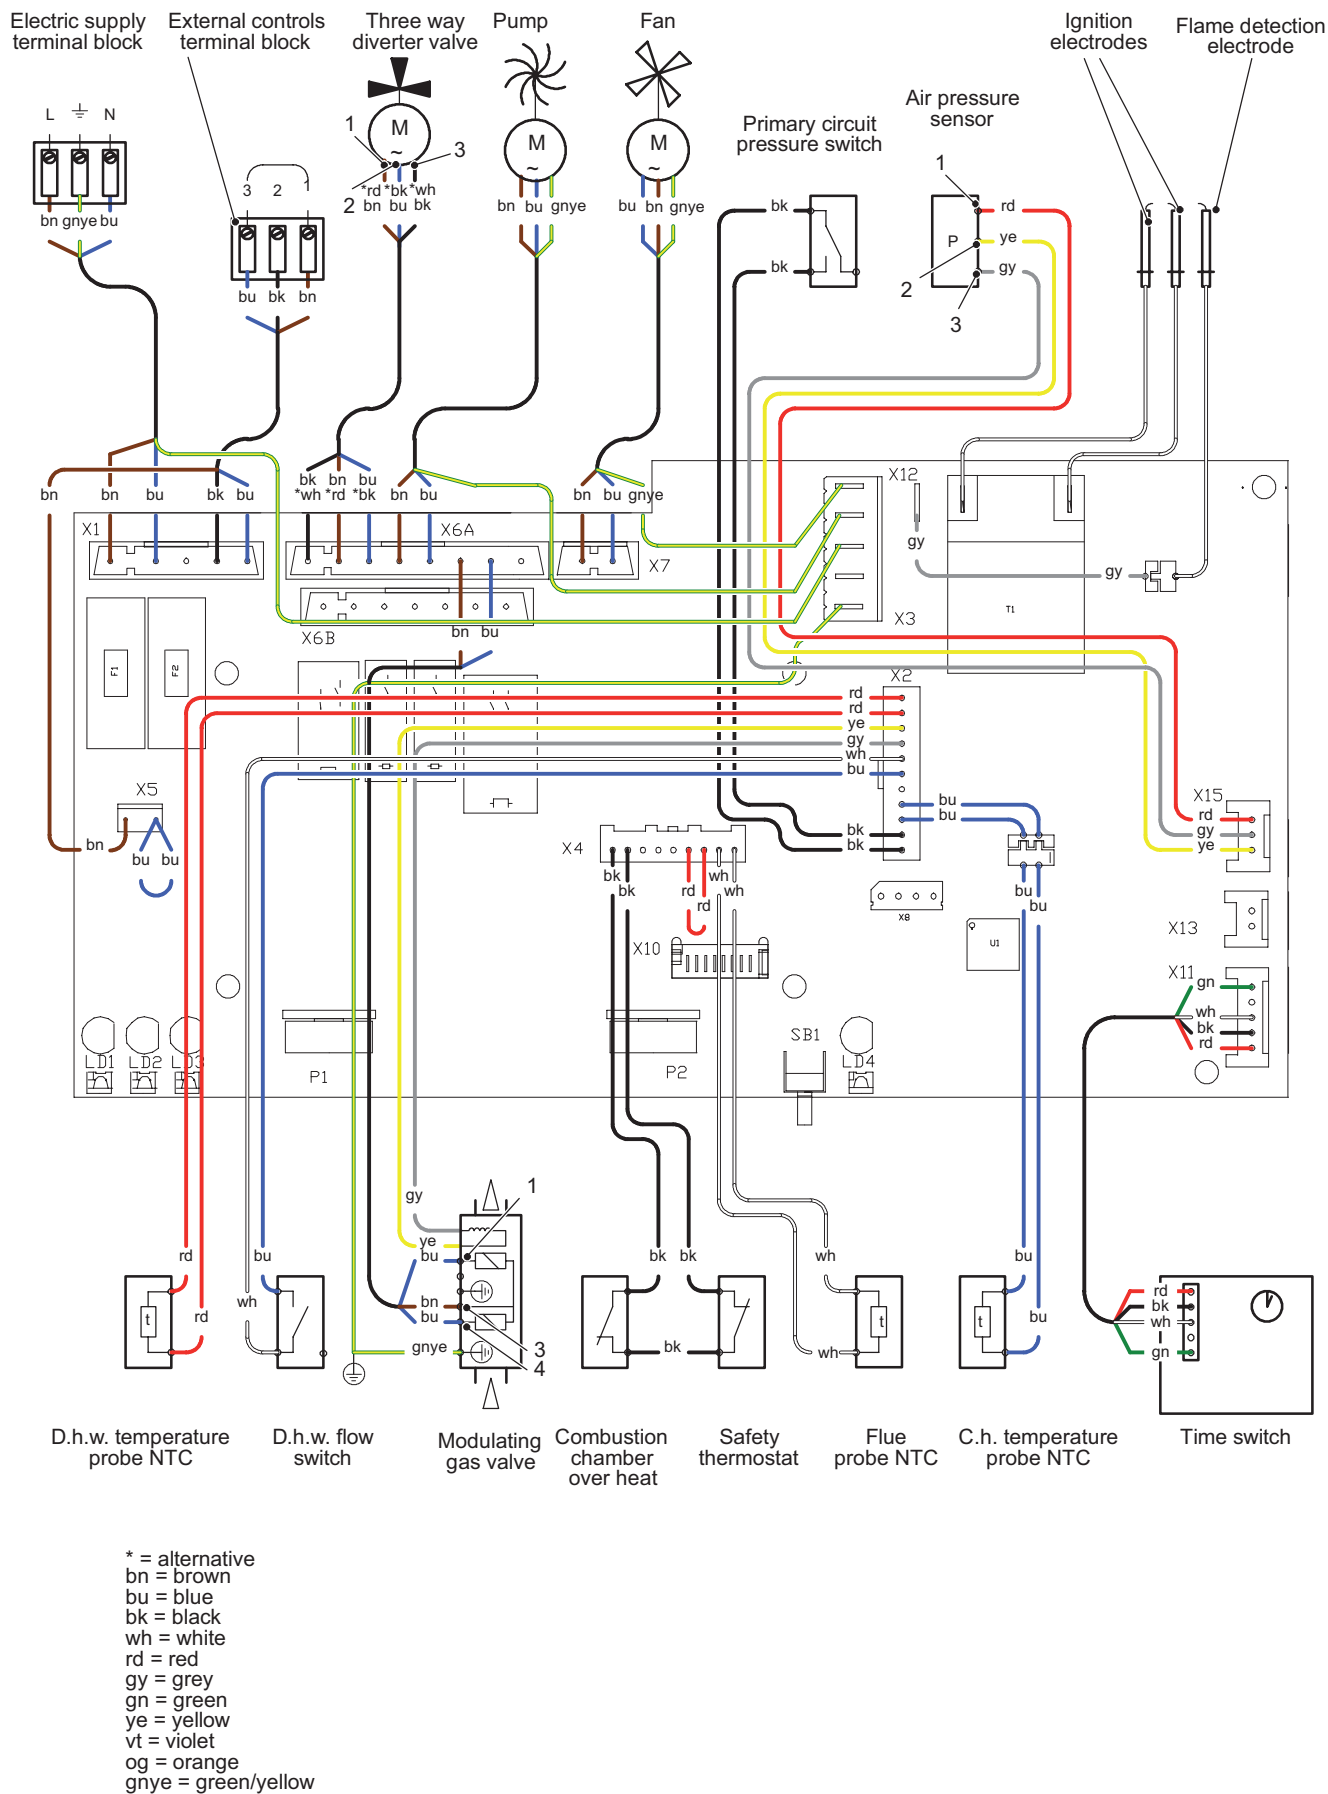 Electric supply
terminal block
External controls
terminal block
Three way
diverter valve
Pump
Fan
Ignition
electrodes
Flame detection
electrode
Primary circuit
pressure switch
Air pressure
sensor
L
N
bn gnye bu
3 2 1
bu bk bn
M
~
1
2
3
*rd *bk *wh
bn bu bk
M
~
bn bu gnye
M
~
bu bn gnye
bk
bk
P
1
2
3
rd
ye
gy
bn bn bu bk bu
bk bn bu
*wh *rd *bk
bn bu
bn bu gnye
X1
X6A
X7
X6B
bn bu
X12
gy
gy
X3
T1
F1
F2
X2
rd
rd
ye
gy
wh
bu
bu
bu
bk
bk
X5
bn
bu bu
X4
bk
bk
rd
rd
wh
wh
X10
X8
U1
bu
bu
X15
rd
gy
ye
X13
X11
gn
wh
bk
rd
LD1 LD2 LD3
P1
P2
SB1
LD4
rd
rd
t
bu
wh
gy
ye
bu
bn
bu
gnye
1
3
4
bk bk
bk
wh
wh
t
bu
bu
t
rd
bk
wh
gn
D.h.w. temperature
probe NTC
D.h.w. flow
switch
Modulating
gas valve
Combustion
chamber
over heat
Safety
thermostat
Flue
probe NTC
C.h. temperature
probe NTC
Time switch
* = alternative
bn = brown
bu = blue
bk = black
wh = white
rd = red
gy = grey
gn = green
ye = yellow
vt = violet
og = orange
gnye = green/yellow